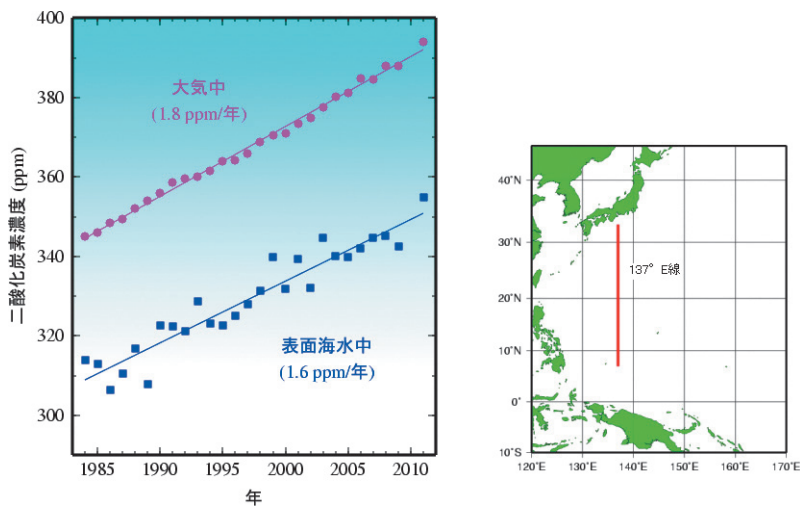 400
380
360
340
320
300
二酸化炭素濃度 (ppm)
大気中
(1.8 ppm/年)
表面海水中
(1.6 ppm/年)
1985
1990
1995
2000
2005
2010
年
40°N
30°N
20°N
10°N
0°
10°S
137° E線
120°E
130°E
140°E
150°E
160°E
170°E